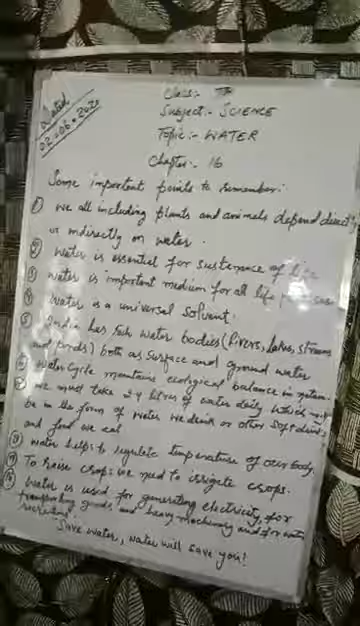 Dated
02.06.2020
Class:-
Subject:- SCIENCE
Topic:- WATER
Chapter:- 16
Some important points to remember:
① We all including plants and animals depend directly
or indirectly on water.
② Water is essential for sustenance of life
③ Water is important medium for all life processes
④ Water is a universal solvent.
⑤ India has rich water bodies (Rivers, Lakes, streams
and ponds) both as surface and ground water
⑥ Water Cycle maintains ecological balance in nature.
⑦ We must take 2-4 litres of water daily which may
be in the form of water we drink or other soft drinks
and food we eat.
⑧ Water helps to regulate temperature of our body.
⑨ To raise crops we need to irrigate crops.
⑩ Water is used for generating electricity, for
transporting goods and heavy machinery and for water
Save water, water will save you!